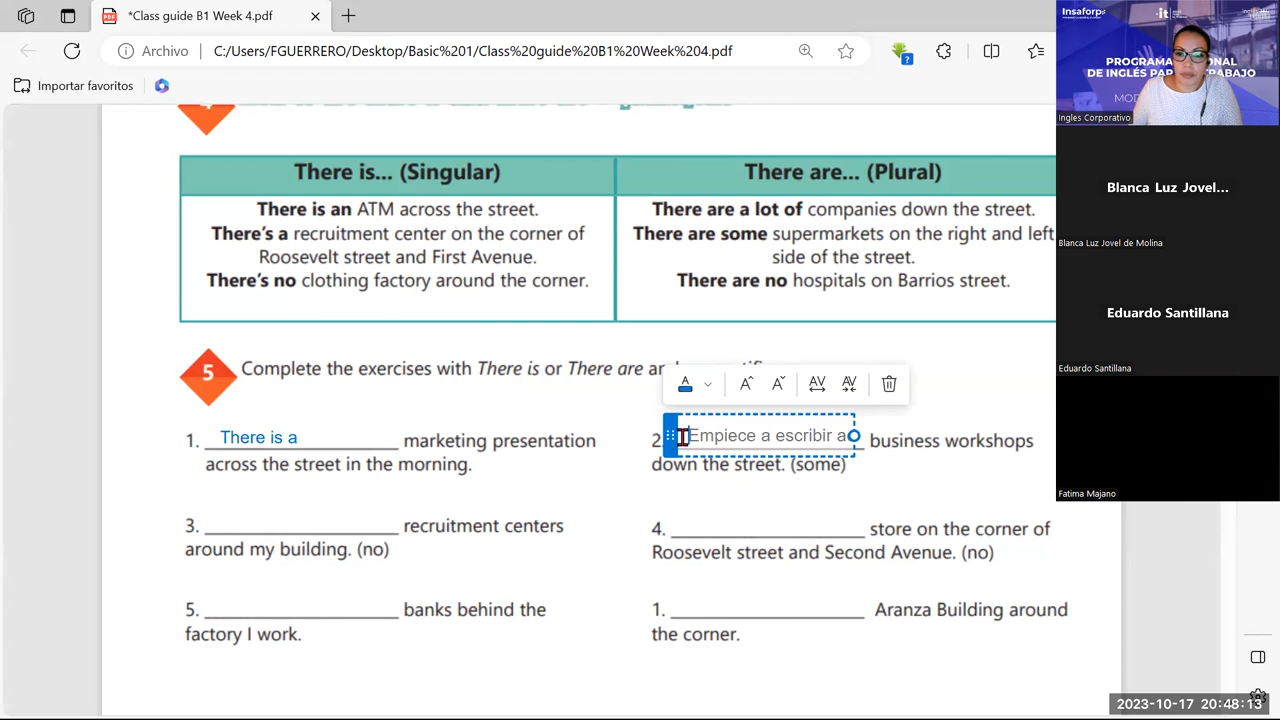 *Class guide B1 Week 4.pdf
Archivo
C:/Users/FGUERRERO/Desktop/Basic%201/Class%20guide%20B1%20Week%204.pdf
Importar favoritos
There is... (Singular)
There are... (Plural)
There is an ATM across the street.
There's a recruitment center on the corner of
Roosevelt street and First Avenue.
There's no clothing factory around the corner.
There are a lot of companies down the street.
There are some supermarkets on the right and left
side of the street.
There are no hospitals on Barrios street.
5
Complete the exercises with There is or There are
1. There is a marketing presentation
across the street in the morning.
2. Empiece a escribir a business workshops
down the street. (some)
3. ____________________ recruitment centers
around my building. (no)
4. ____________________ store on the corner of
Roosevelt street and Second Avenue. (no)
5. ____________________ banks behind the
factory I work.
1. ____________________ Aranza Building around
the corner.
Insaforp
PROGRAMA
DE INGLÉS
Ingles Corporativo
Blanca Luz Jovel...
Blanca Luz Jovel de Molina
Eduardo Santillana
Eduardo Santillana
Fatima Majano
2023-10-17 20:48:13